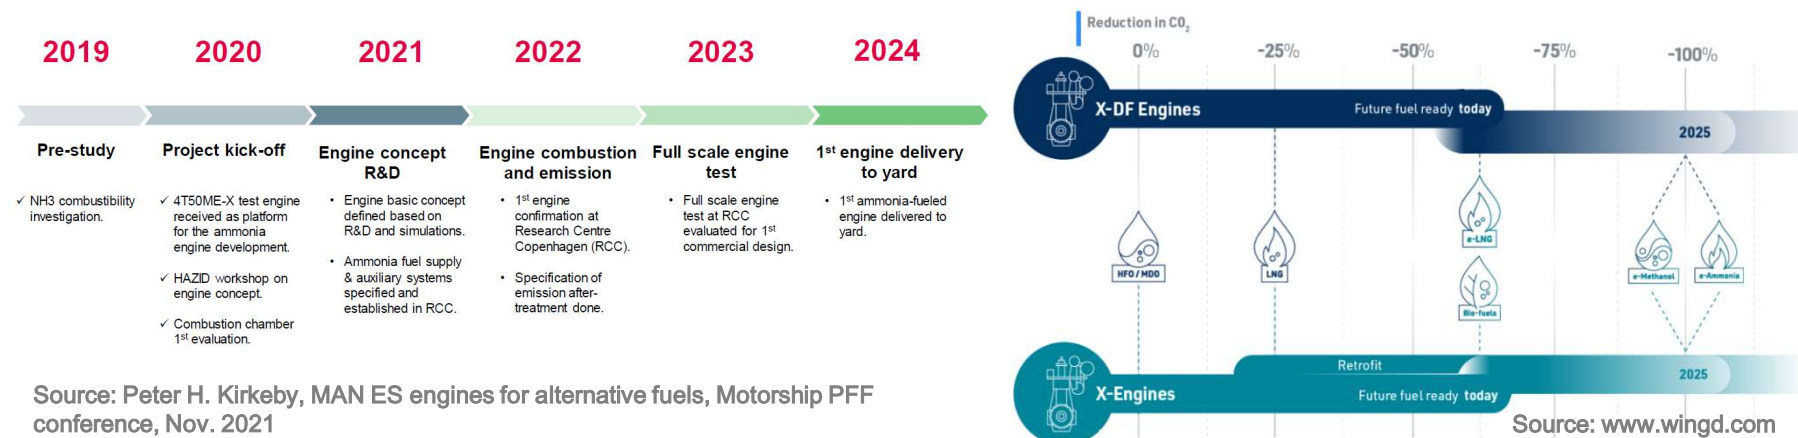 2019
2020
2021
2022
2023
2024
Pre-study
Project kick-off
Engine concept
R&D
Engine combustion
and emission
Full scale engine
test
1st engine delivery
to yard
✓ NH3 combustibility
investigation.
✓ 4T50ME-X test engine
received as platform
for the ammonia
engine development.
✓ HAZID workshop on
engine concept.
✓ Combustion chamber
1st evaluation.
• Engine basic concept
defined based on
R&D and simulations.
• Ammonia fuel supply
& auxiliary systems
specified and
established in RCC.
• 1st engine
confirmation at
Research Centre
Copenhagen (RCC).
• Specification of
emission after-
treatment done.
• Full scale engine
test at RCC
evaluated for 1st
commercial design.
• 1st ammonia-fueled
engine delivered to
yard.
Source: Peter H. Kirkeby, MAN ES engines for alternative fuels, Motorship PFF
conference, Nov. 2021
Reduction in CO2
0%
-25%
-50%
-75%
-100%
X-DF Engines
Future fuel ready today
2025
HFO / MDO
LNG
e-LNG
Bio-fuels
e-Methanol
e-Ammonia
Retrofit
2025
X-Engines
Future fuel ready today
Source: www.wingd.com